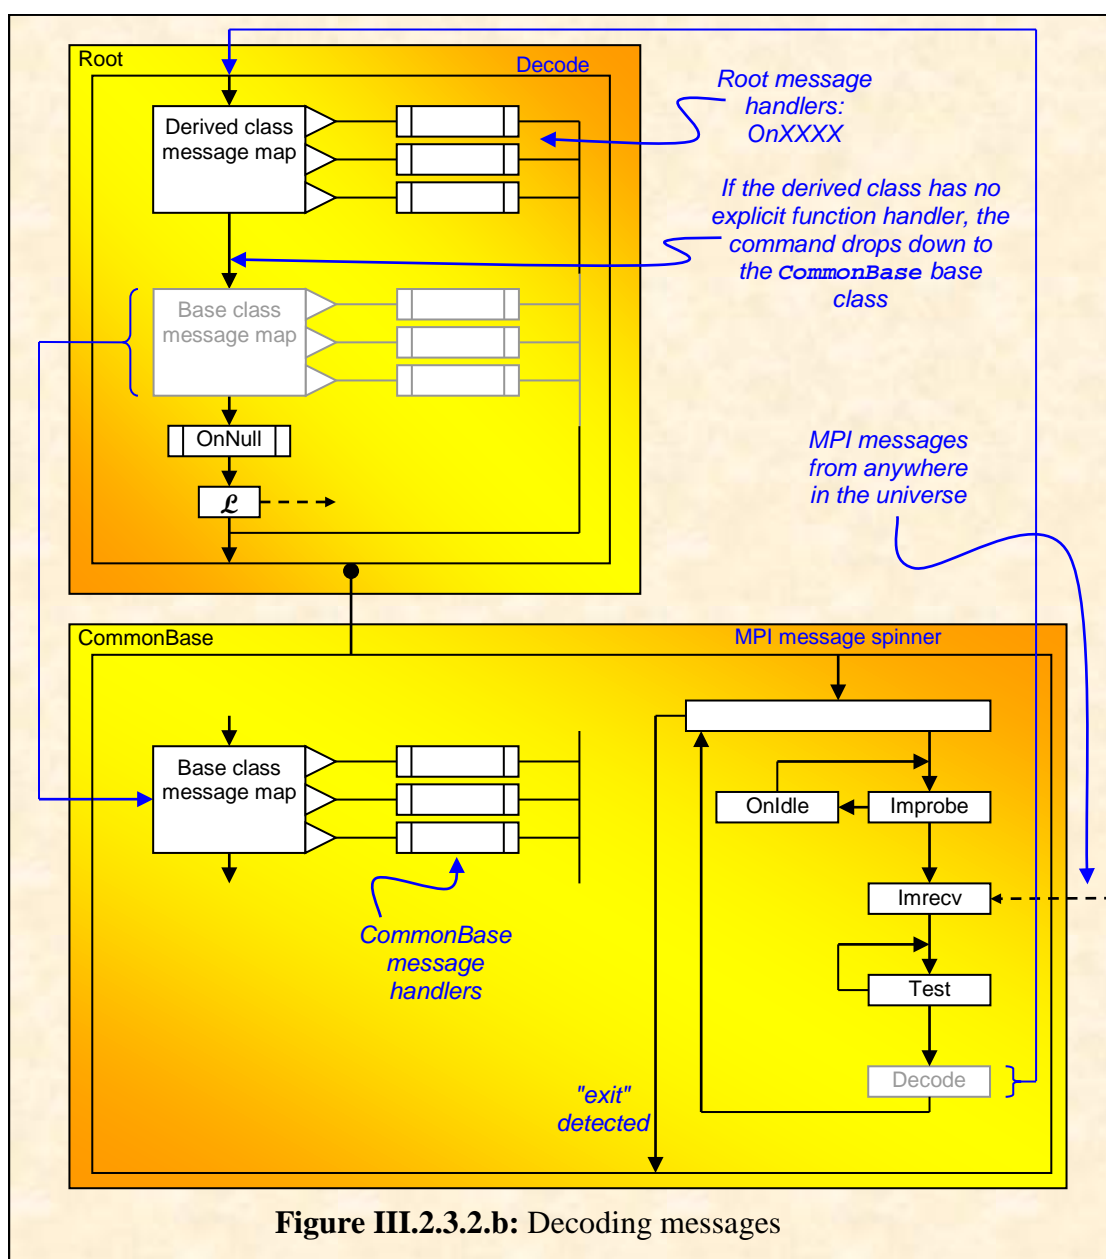 Root
Decode
Derived class
message map
Root message
handlers:
OnXXXX
If the derived class has no
explicit function handler, the
command drops down to
the CommonBase base
class
Base class
message map
OnNull
ℒ
MPI messages
from anywhere
in the universe
CommonBase
MPI message spinner
Base class
message map
OnIdle
Improbe
Imrecv
CommonBase
message
handlers
Test
Decode
"exit"
detected
Figure III.2.3.2.b: Decoding messages